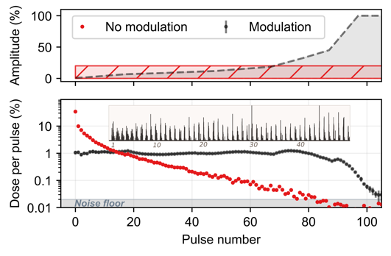 Amplitude (%)
100
50
0
No modulation
Modulation
Dose per pulse (%)
10
1
0.1
0.01
1 10 20 30 40
Noise floor
0 20 40 60 80 100
Pulse number